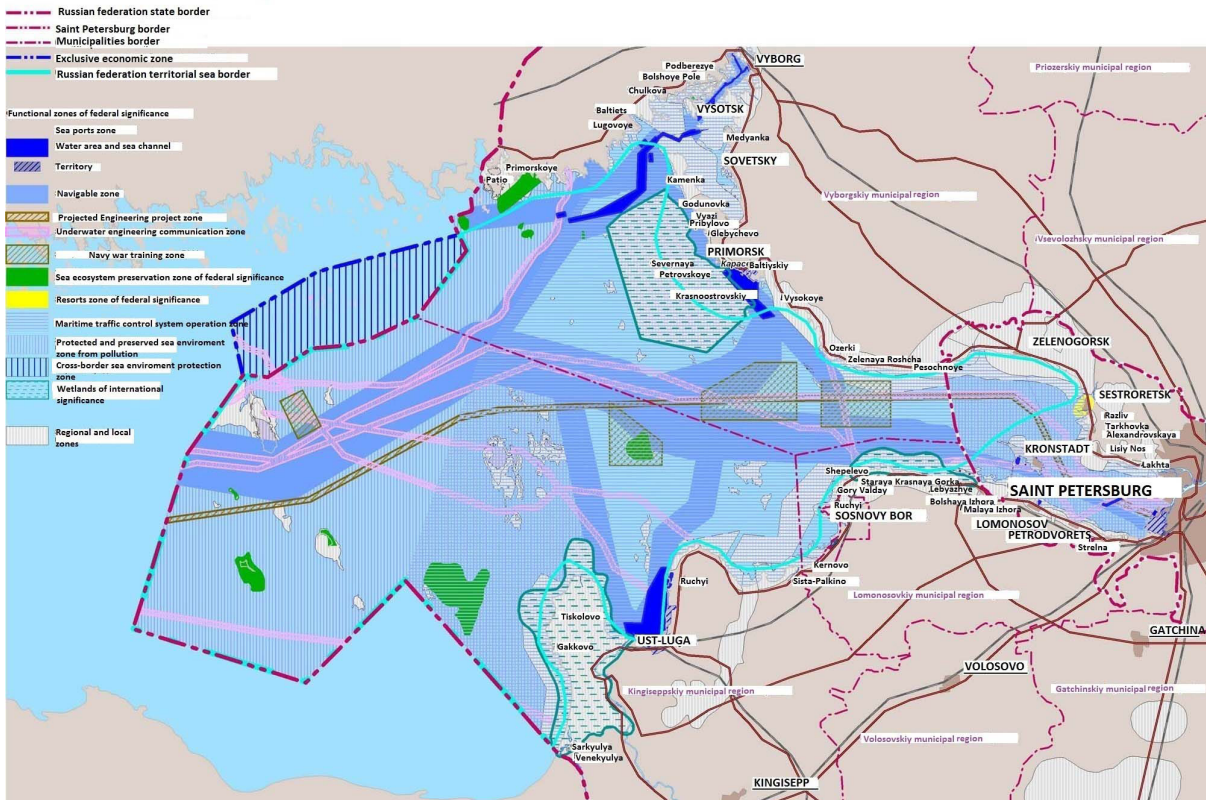 Russian federation state border
Saint Petersburg border
Municipalities border
Exclusive economic zone
Russian federation territorial sea border
Functional zones of federal significance
Sea ports zone
Water area and sea channel
Territory
Navigable zone
Projected Engineering project zone
Underwater engineering communication zone
Navy war training zone
Sea ecosystem preservation zone of federal significance
Resorts zone of federal significance
Maritime traffic control system operation zone
Protected and preserved sea enviroment
zone from pollution
Cross-border sea enviroment protection
zone
Wetlands of international
significance
Regional and local
zones
VYBORG
Podberezye
Bolshoye Pole
Chulkova
VYSOTSK
Baltiets
Lugovoye
Medyanka
SOVETSKY
Primorskoye
Patio
Kamenka
Godunovka
Vyazi
Pribylovo
Glebychevo
PRIMORSK
Severnaya
Kapace
Baltiyskiy
Petrovskoye
Krasnoostrovskiy
Vysokoye
Priozerskiy municipal region
Vyborgskiy municipal region
Vsevolozhsky municipal region
Ozerki
Zelenaya Roshcha
Pesochnoye
ZELENOGORSK
SESTRORETSK
Razliv
Tarkhovka
Alexandrovskaya
Lisiy Nos
KRONSTADT
Lakhta
Shepelevo
Staraya Krasnaya Gorka
Gory Valday
Lebyazhye
SAINT PETERSBURG
Ruchyi
Bolshaya Izhora
Malaya Izhora
SOSNOVY BOR
LOMONOSOV
PETRODVORETS
Strelna
Kernovo
Ruchyi
Sista-Palkino
Lomonosovkiy municipal region
Tiskolovo
UST-LUGA
GATCHINA
Gakkovo
VOLOSOVO
Kingiseppskiy municipal region
Gatchinskiy municipal region
Volosovskiy municipal region
Sarkyulya
Venekyulya
KINGISEPP